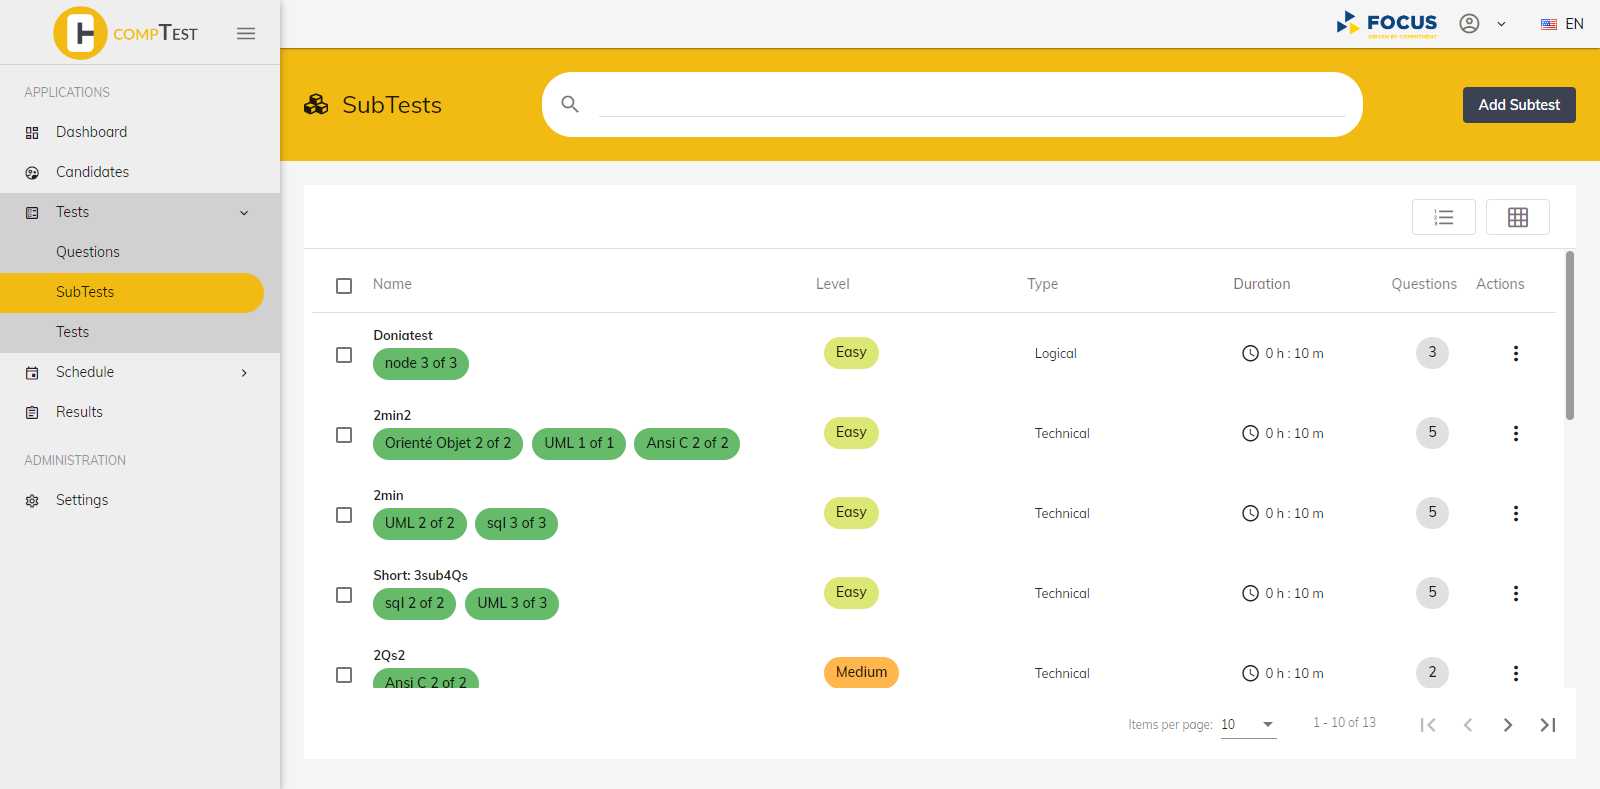 COMPTEST
FOCUS
DRIVEN BY COMMITMENT
EN
APPLICATIONS
Dashboard
Candidates
Tests
Questions
SubTests
Tests
Schedule
Results
ADMINISTRATION
Settings
SubTests
Add Subtest
Name Level Type Duration Questions Actions
Doniatest
node 3 of 3 Easy Logical 0 h : 10 m 3
2min2
Orienté Objet 2 of 2 UML 1 of 1 Ansi C 2 of 2 Easy Technical 0 h : 10 m 5
2min
UML 2 of 2 sql 3 of 3 Easy Technical 0 h : 10 m 5
Short: 3sub4Qs
sql 2 of 2 UML 3 of 3 Easy Technical 0 h : 10 m 5
2Qs2
Ansi C 2 of 2 Medium Technical 0 h : 10 m 2
Items per page: 10 1 - 10 of 13